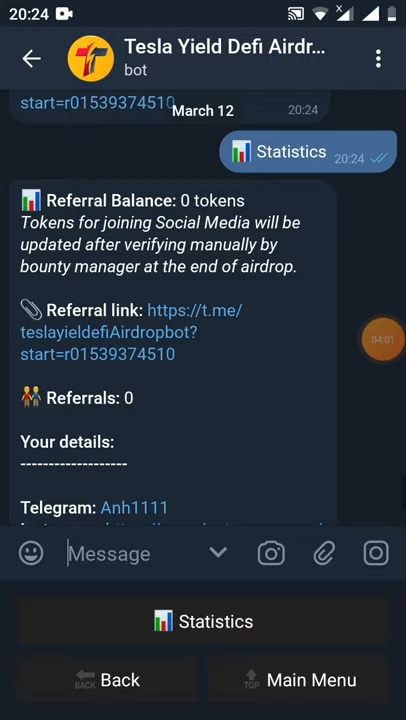 20:24
Tesla Yield Defi Airdr...
bot
start=r01539374510
20:24
March 12
Statistics
20:24
Referral Balance: 0 tokens
Tokens for joining Social Media will be
updated after verifying manually by
bounty manager at the end of airdrop.
Referral link: https://t.me/
teslayieldefiAirdropbot?
start=r01539374510
04:01
Referrals: 0
Your details:
-------------------
Telegram: Anh1111
Message
Statistics
BACK Back
TOP Main Menu